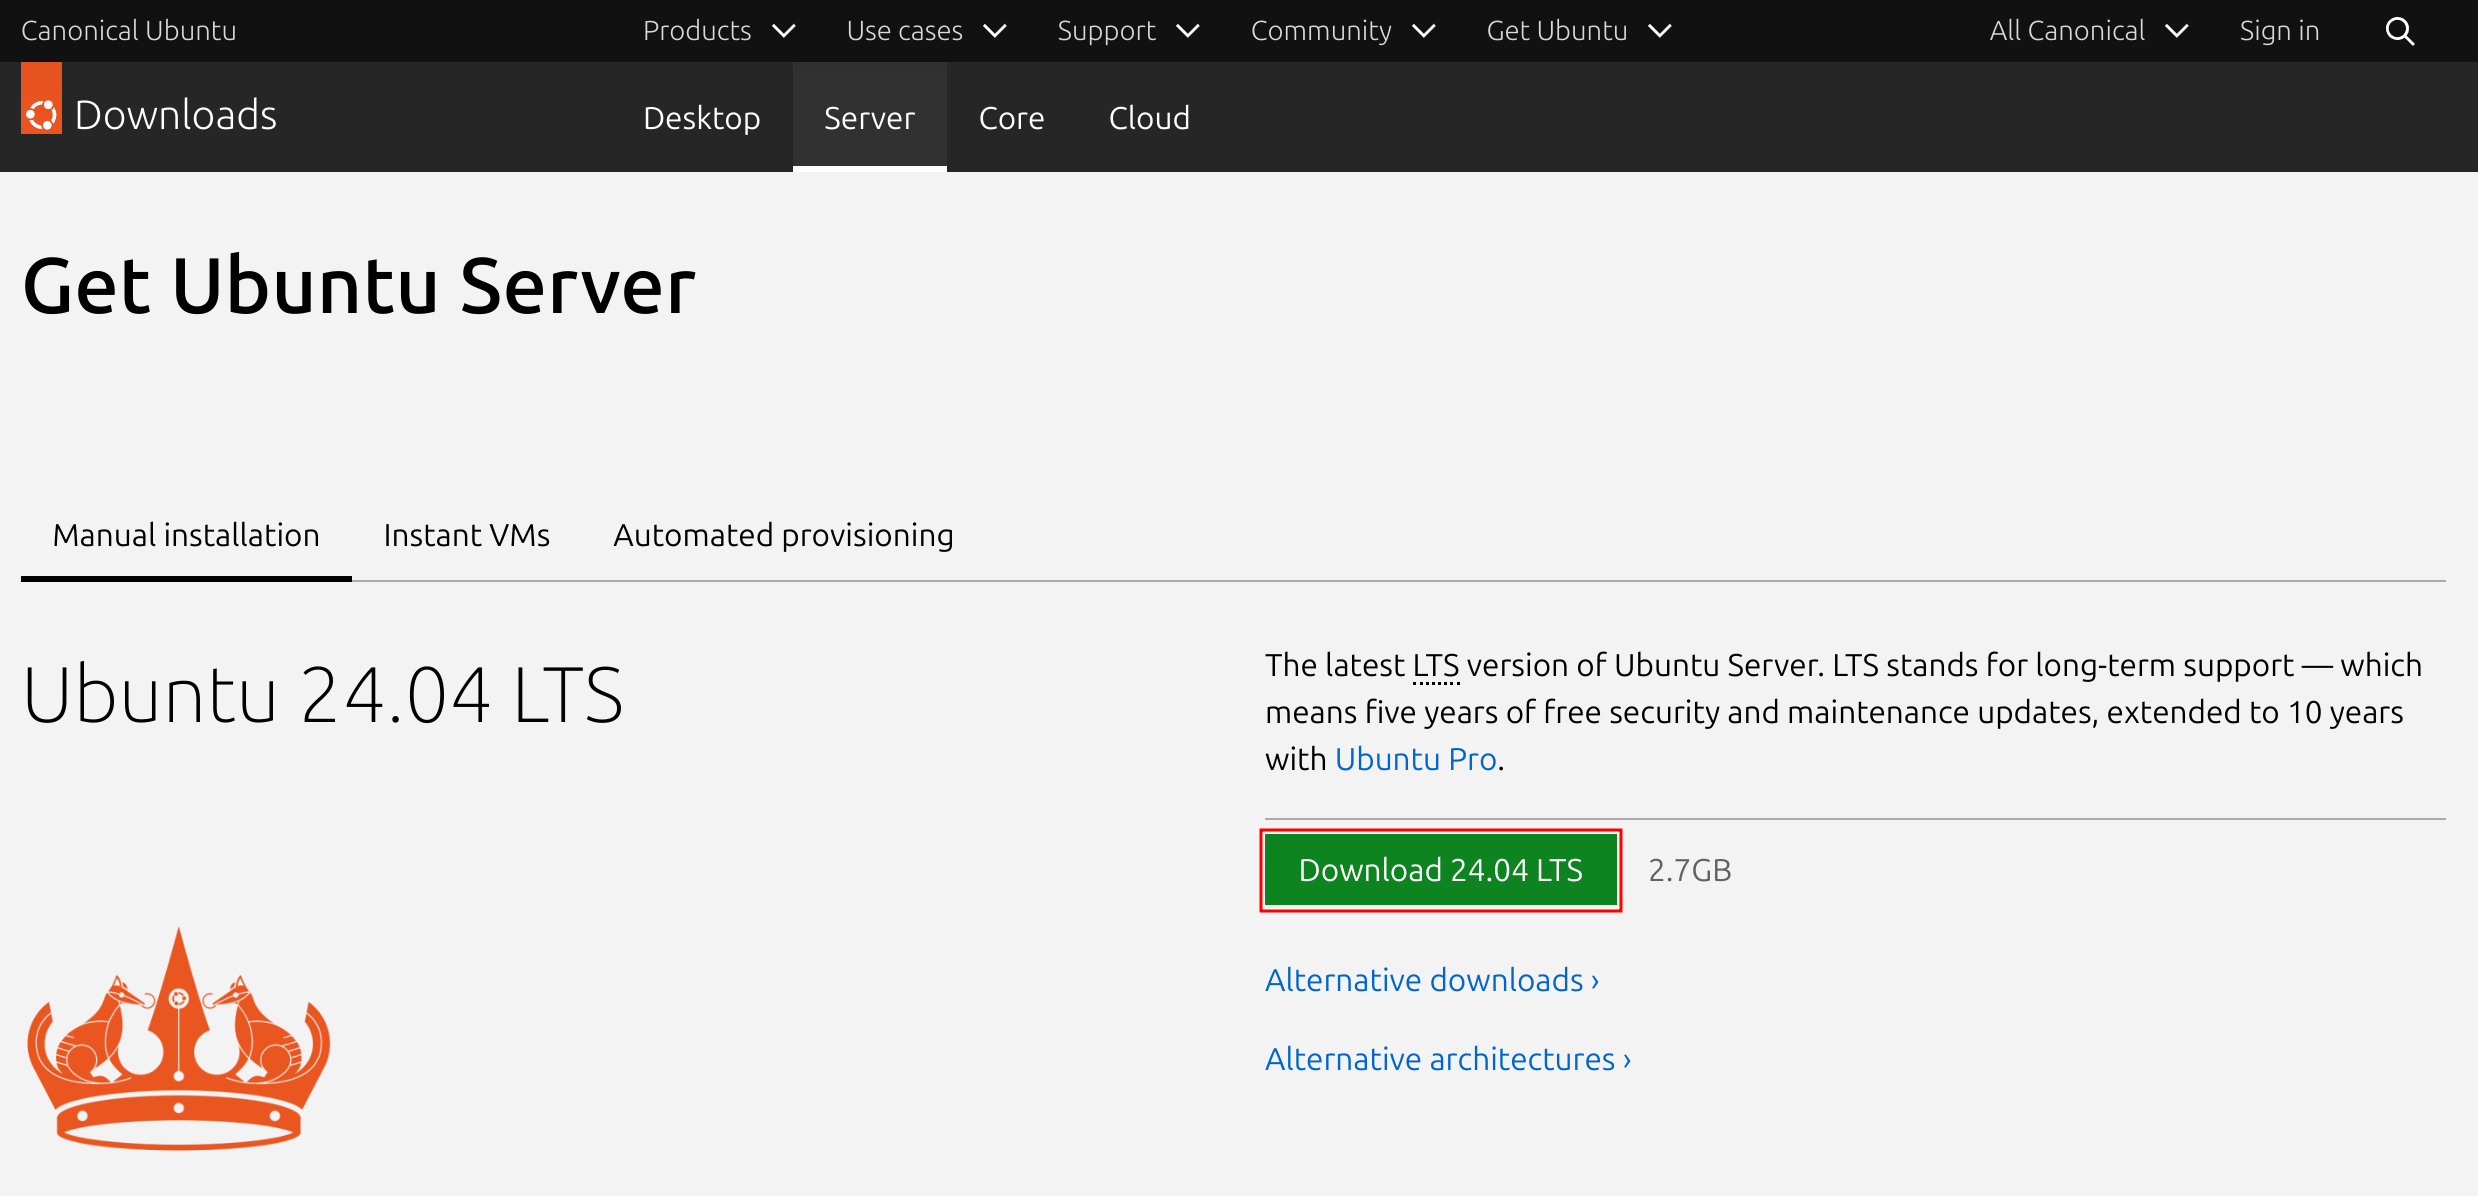 Canonical Ubuntu Products Use cases Support Community Get Ubuntu All Canonical Sign in
Downloads Desktop Server Core Cloud
Get Ubuntu Server
Manual installation Instant VMs Automated provisioning
Ubuntu 24.04 LTS
The latest LTS version of Ubuntu Server. LTS stands for long-term support — which
means five years of free security and maintenance updates, extended to 10 years
with Ubuntu Pro.
Download 24.04 LTS 2.7GB
Alternative downloads ›
Alternative architectures ›